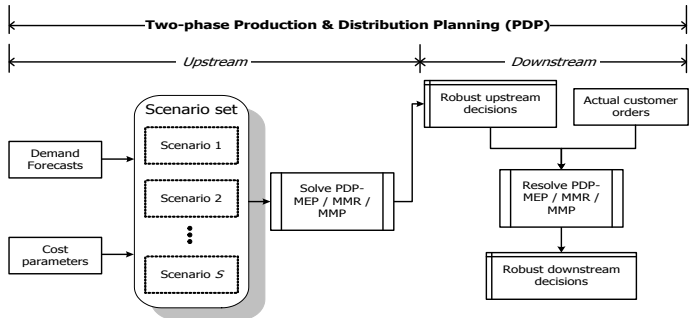 Two-phase Production & Distribution Planning (PDP)
Upstream
Downstream
Scenario set
Scenario 1
Scenario 2
Scenario S
Demand
Forecasts
Cost
parameters
Solve PDP-
MEP / MMR /
MMP
Robust upstream
decisions
Actual customer
orders
Resolve PDP-
MEP / MMR /
MMP
Robust downstream
decisions